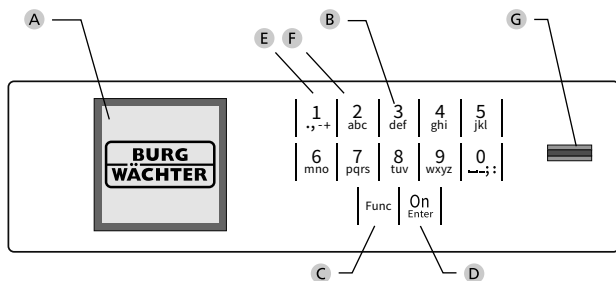 A
E F B
G
BURG
WÄCHTER
1 2 3 4 5
.,-+ abc def ghi jkl
6 7 8 9 0
mno pqrs tuv wxyz ⎵-;:
Func On
Enter
C D